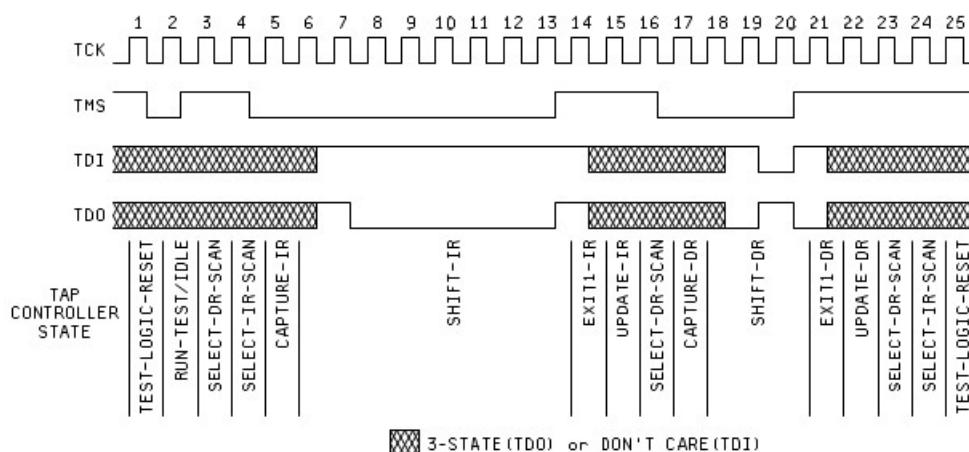 1 2 3 4 5 6 7 8 9 10 11 12 13 14 15 16 17 18 19 20 21 22 23 24 25
TCK
TMS
TDI
TDO
TAP
CONTROLLER
STATE
TEST-LOGIC-RESET
RUN-TEST/IDLE
SELECT-DR-SCAN
SELECT-IR-SCAN
CAPTURE-IR
SHIFT-IR
EXIT1-IR
UPDATE-IR
SELECT-DR-SCAN
CAPTURE-DR
SHIFT-DR
EXIT1-DR
UPDATE-DR
SELECT-DR-SCAN
SELECT-IR-SCAN
TEST-LOGIC-RESET
3-STATE(TDO) or DON'T CARE(TDI)